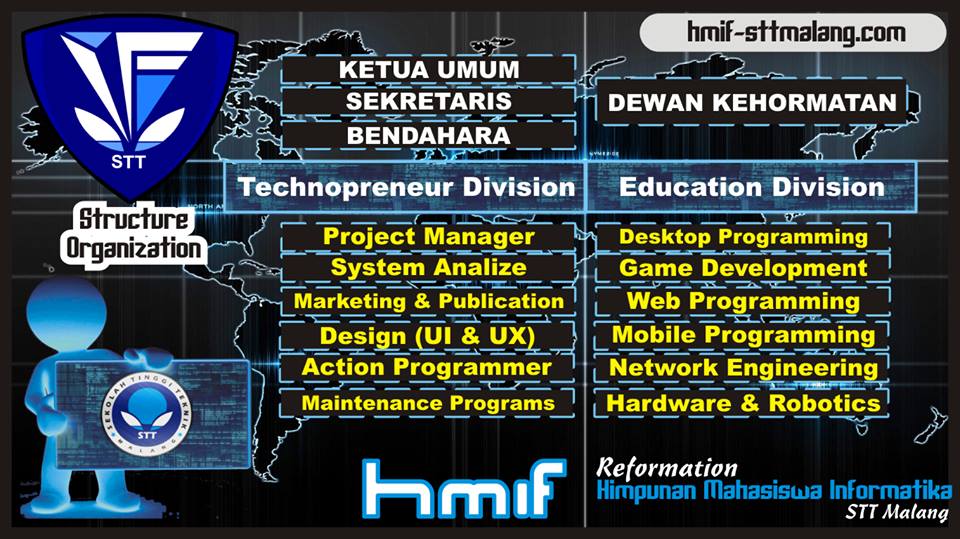 hmif-sttmalang.com
STT
Structure
Organization
KETUA UMUM
SEKRETARIS
BENDAHARA
DEWAN KEHORMATAN
Technopreneur Division
Education Division
Project Manager
System Analize
Marketing & Publication
Design (UI & UX)
Action Programmer
Maintenance Programs
Desktop Programming
Game Development
Web Programming
Mobile Programming
Network Engineering
Hardware & Robotics
SEKOLAH TINGGI TEKNIK
MALANG
STT
hmif
Reformation
Himpunan Mahasiswa Informatika
STT Malang